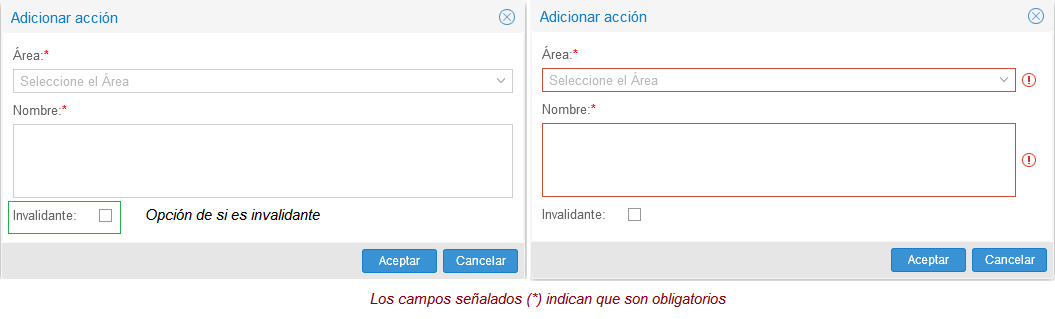 Adicionar acción
Área:*
Seleccione el Área
Nombre:*
Invalidante:
Opción de si es invalidante
Aceptar Cancelar
Adicionar acción
Área:*
Seleccione el Área
Nombre:*
Invalidante:
Aceptar Cancelar
Los campos señalados (*) indican que son obligatorios